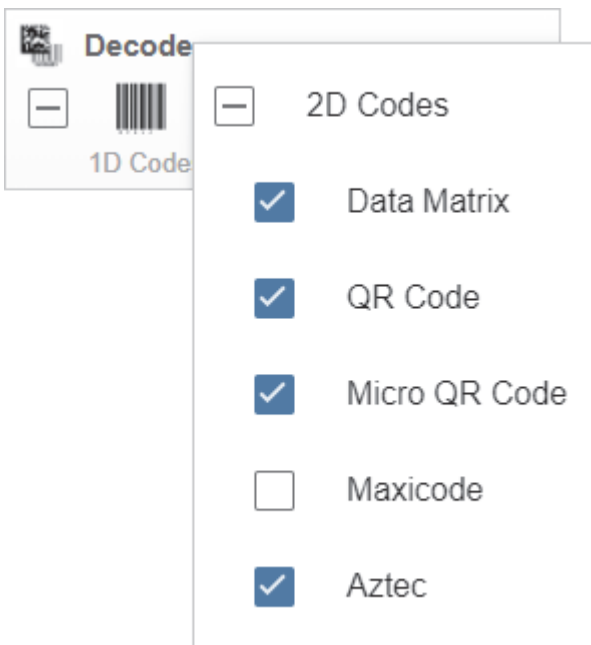 Decode
1D Code
2D Codes
Data Matrix
QR Code
Micro QR Code
Maxicode
Aztec